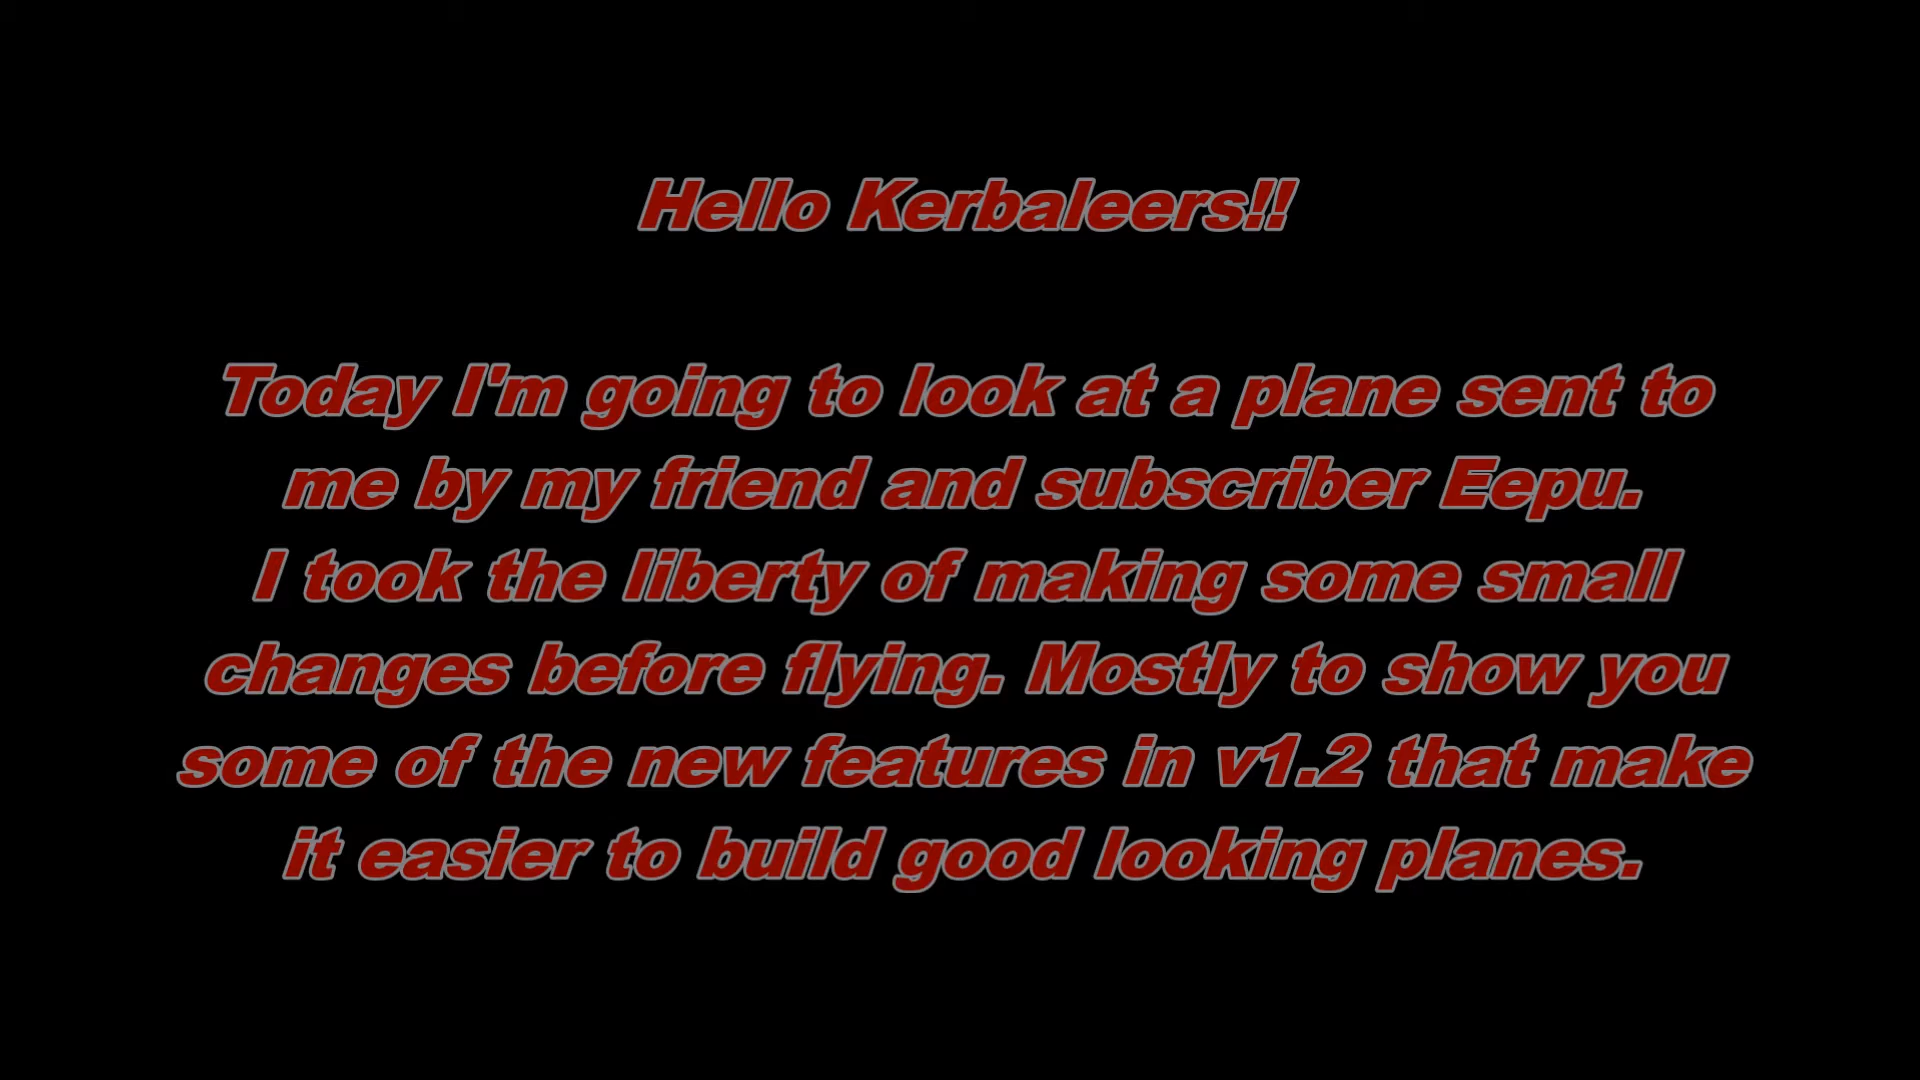 Hello Kerbaleers!!
Today I'm going to look at a plane sent to
me by my friend and subscriber Eepu.
I took the liberty of making some small
changes before flying. Mostly to show you
some of the new features in v1.2 that make
it easier to build good looking planes.